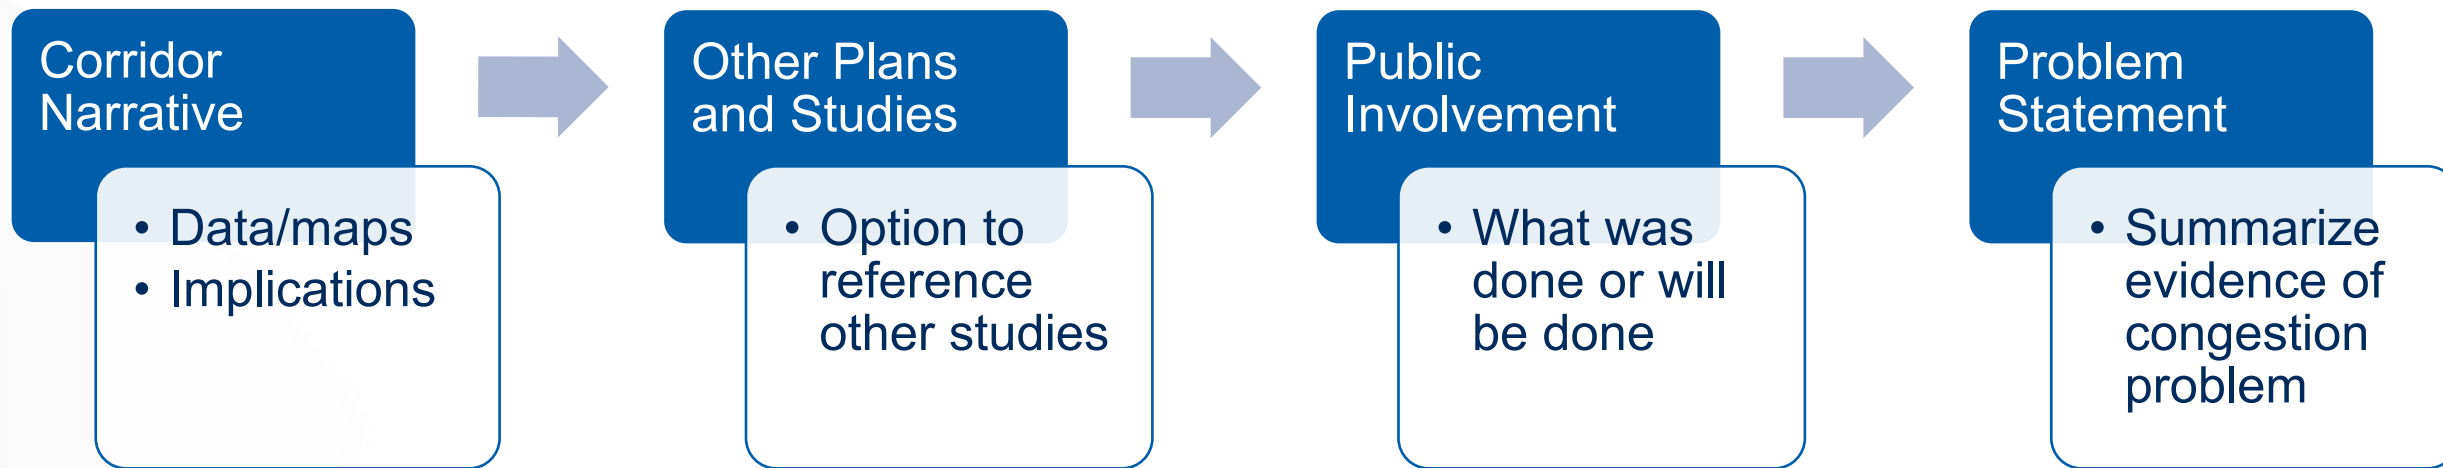 Corridor
Narrative
• Data/maps
• Implications
Other Plans
and Studies
• Option to
reference
other studies
Public
Involvement
• What was
done or will
be done
Problem
Statement
• Summarize
evidence of
congestion
problem